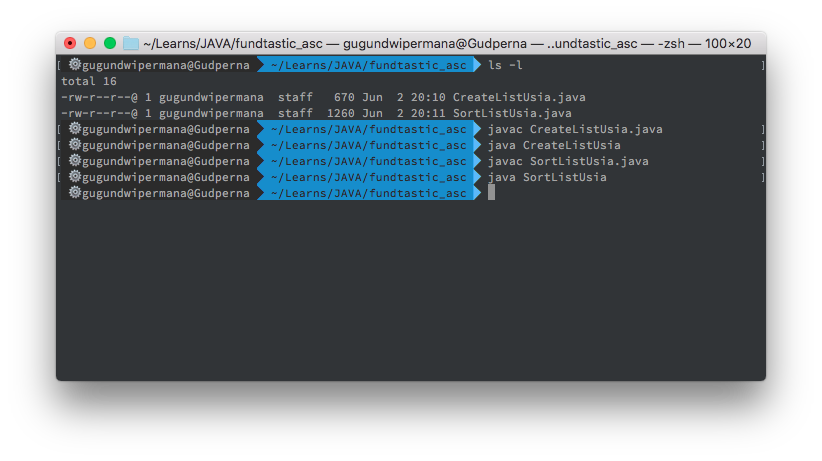 ~/Learns/JAVA/fundtastic_asc — gugundwipermana@Gudperna — ..undtastic_asc — -zsh — 100×20
[ ⚙gugundwipermana@Gudperna ~/Learns/JAVA/fundtastic_asc ls -l ]
total 16
-rw-r--r--@ 1 gugundwipermana  staff   670 Jun  2 20:10 CreateListUsia.java
-rw-r--r--@ 1 gugundwipermana  staff  1260 Jun  2 20:11 SortListUsia.java
[ ⚙gugundwipermana@Gudperna ~/Learns/JAVA/fundtastic_asc javac CreateListUsia.java ]
[ ⚙gugundwipermana@Gudperna ~/Learns/JAVA/fundtastic_asc java CreateListUsia ]
[ ⚙gugundwipermana@Gudperna ~/Learns/JAVA/fundtastic_asc javac SortListUsia.java ]
[ ⚙gugundwipermana@Gudperna ~/Learns/JAVA/fundtastic_asc java SortListUsia ]
⚙gugundwipermana@Gudperna ~/Learns/JAVA/fundtastic_asc